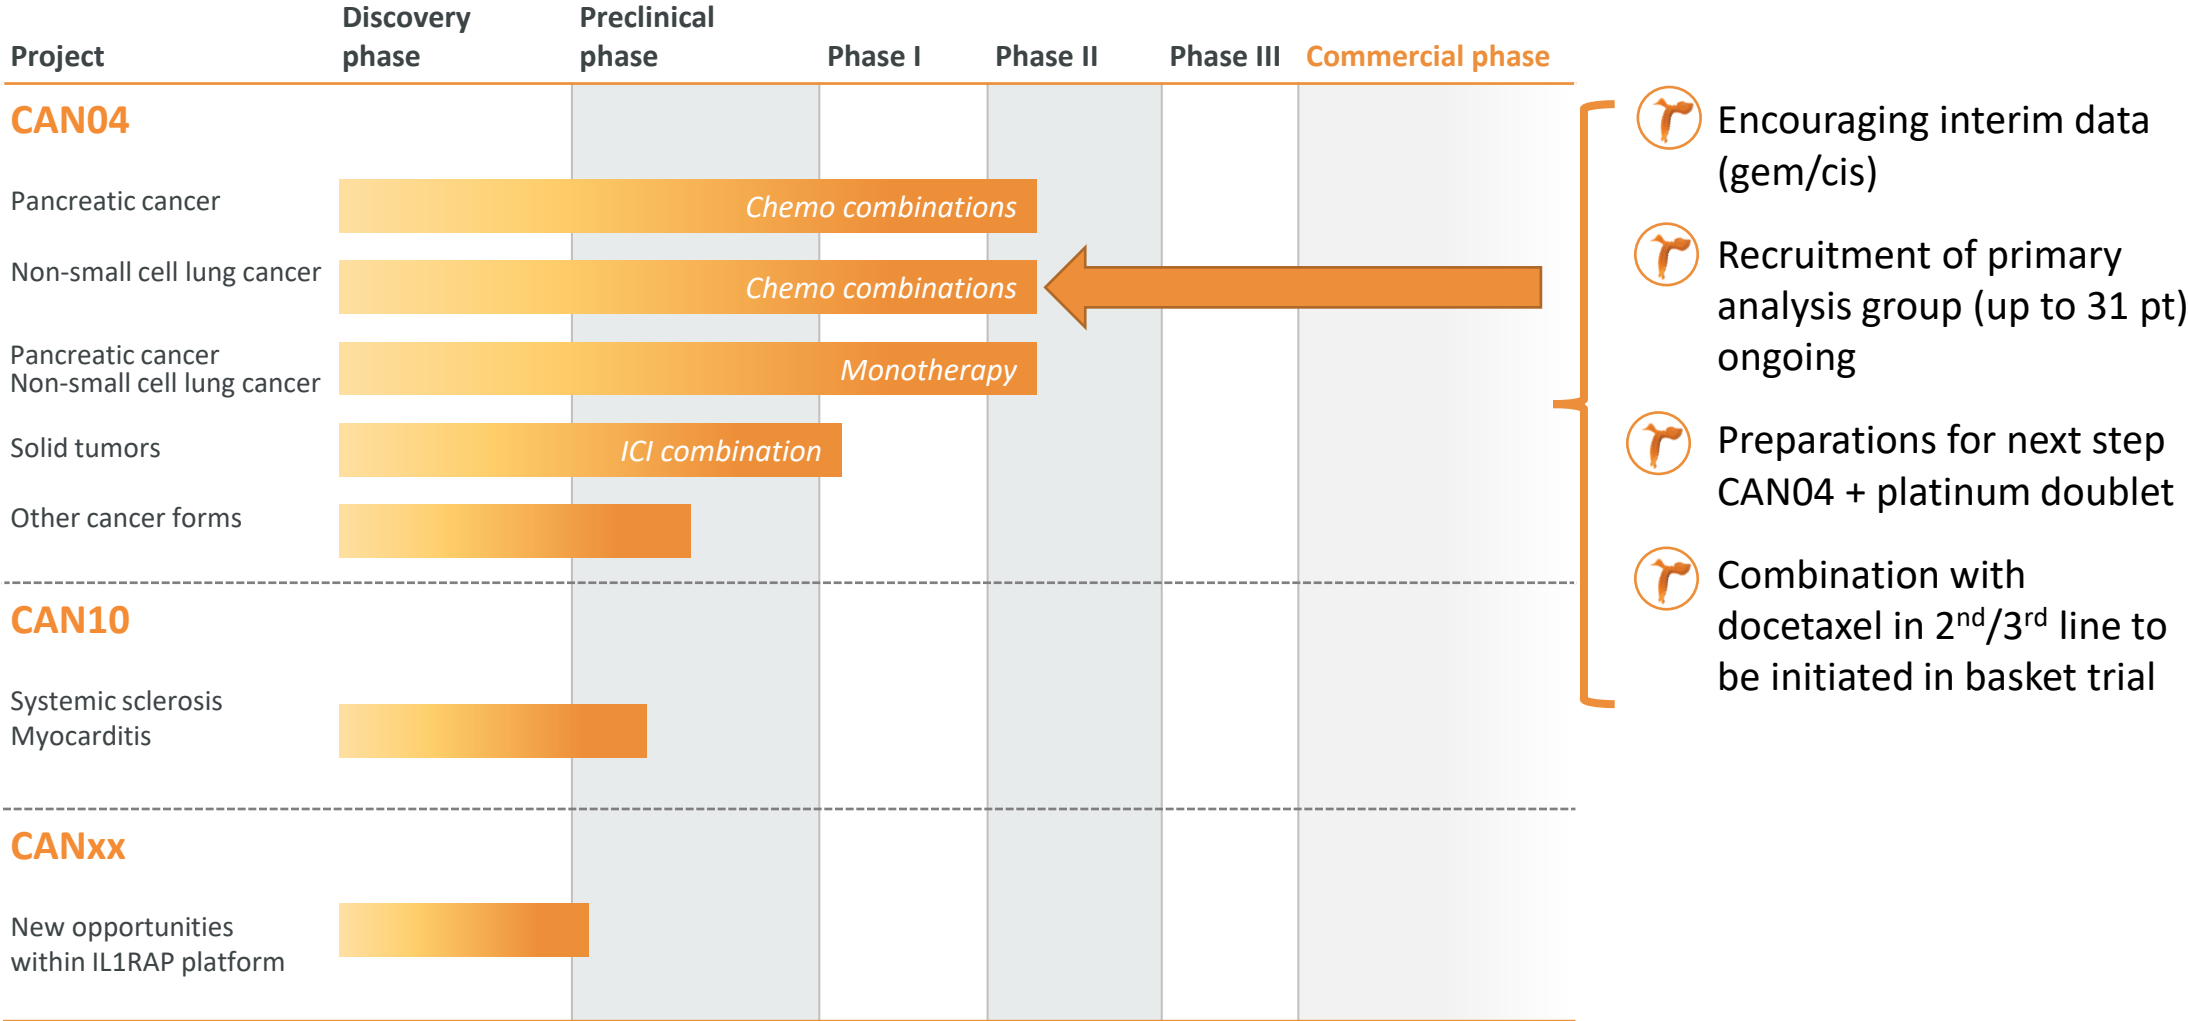 Project
Discovery
phase
Preclinical
phase
Phase I
Phase II
Phase III
Commercial phase
CAN04
Pancreatic cancer
Chemo combinations
Non-small cell lung cancer
Chemo combinations
Pancreatic cancer
Non-small cell lung cancer
Monotherapy
Solid tumors
ICI combination
Other cancer forms
CAN10
Systemic sclerosis
Myocarditis
CANxx
New opportunities
within IL1RAP platform
Encouraging interim data
(gem/cis)
Recruitment of primary
analysis group (up to 31 pt)
ongoing
Preparations for next step
CAN04 + platinum doublet
Combination with
docetaxel in 2nd/3rd line to
be initiated in basket trial